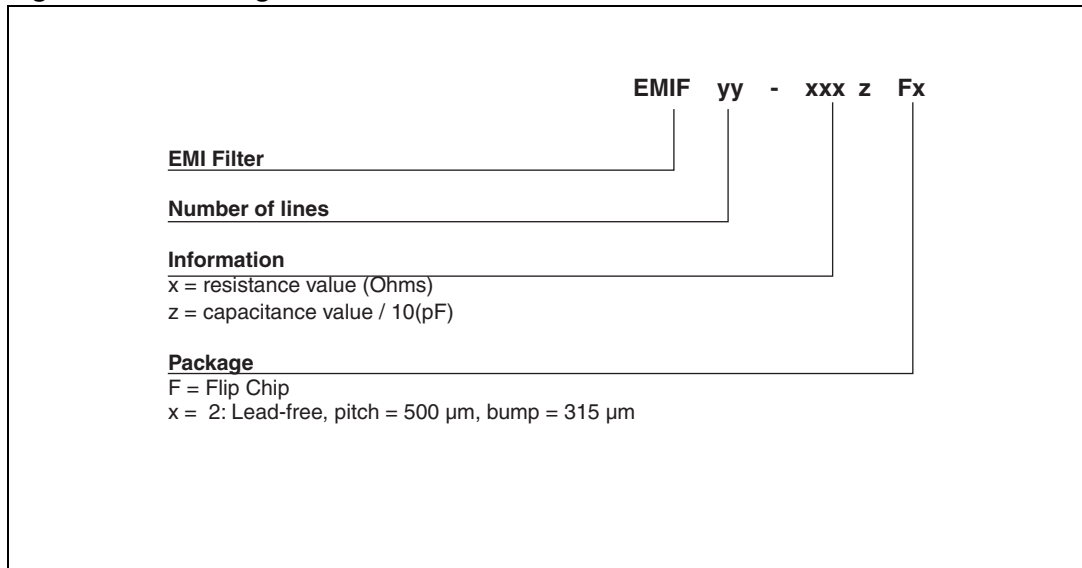 EMIF yy - xxx z Fx
EMI Filter
Number of lines
Information
x = resistance value (Ohms)
z = capacitance value / 10(pF)
Package
F = Flip Chip
x = 2: Lead-free, pitch = 500 µm, bump = 315 µm